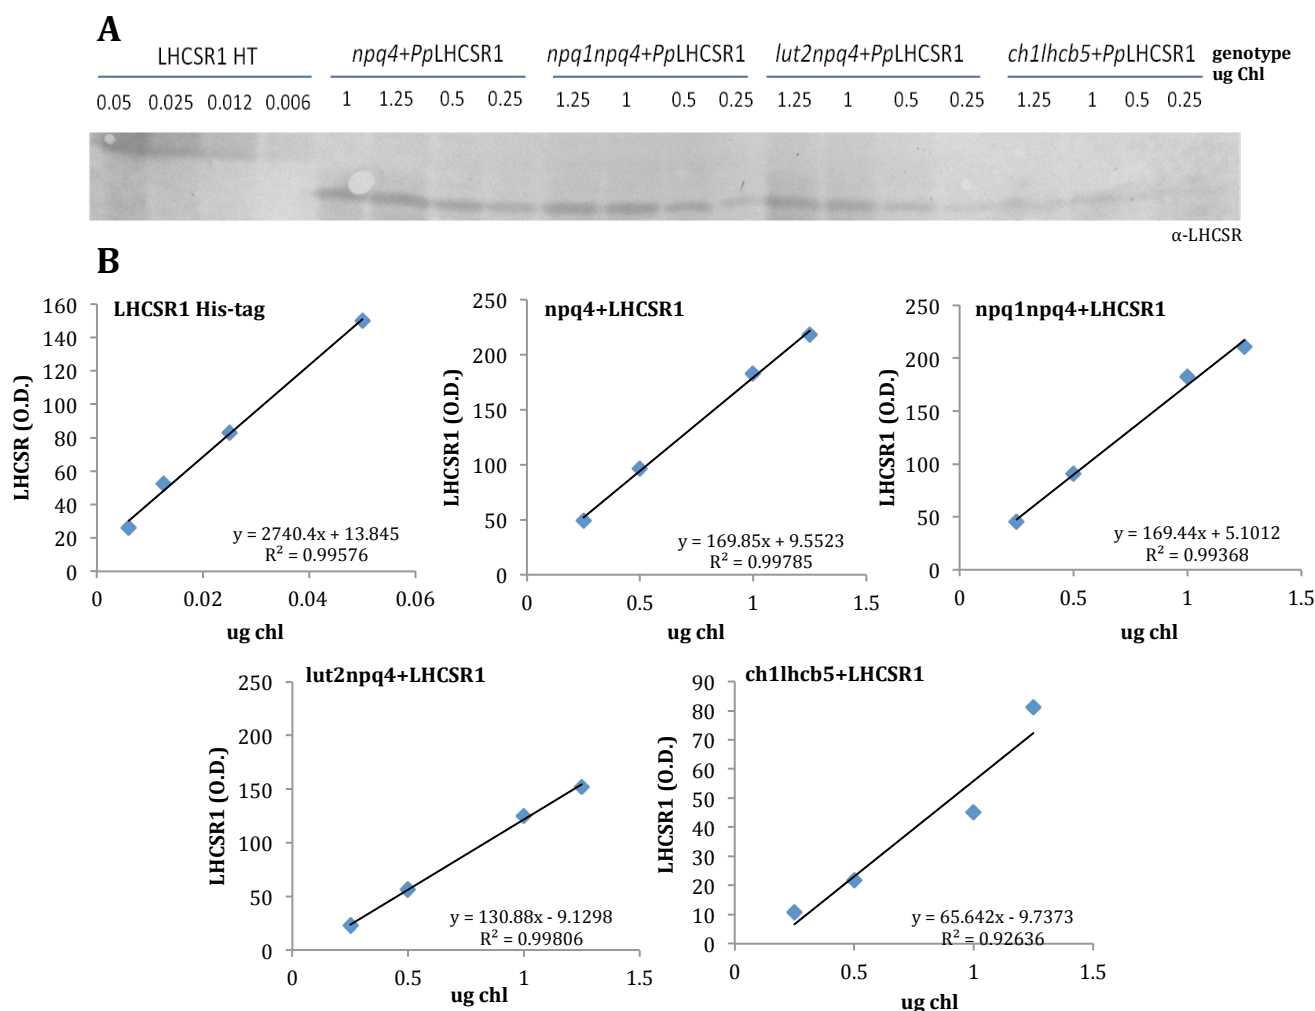 A
LHCSR1 HT npq4+PpLHCSR1 npq1npq4+PpLHCSR1 lut2npq4+PpLHCSR1 ch1lhcb5+PpLHCSR1 genotype
ug Chl
0.05 0.025 0.012 0.006 1 1.25 0.5 0.25 1.25 1 0.5 0.25 1.25 1 0.5 0.25 1.25 1 0.5 0.25
α-LHCSR
B
LHCSR1 His-tag
LHCSR (O.D.)
160
140
120
100
80
60
40
20
0
y = 2740.4x + 13.845
R² = 0.99576
0 0.02 0.04 0.06
ug chl
npq4+LHCSR1
LHCSR1 (O.D.)
250
200
150
100
50
0
y = 169.85x + 9.5523
R² = 0.99785
0 0.5 1 1.5
ug chl
npq1npq4+LHCSR1
LHCSR1 (O.D.)
250
200
150
100
50
0
y = 169.44x + 5.1012
R² = 0.99368
0 0.5 1 1.5
ug chl
lut2npq4+LHCSR1
LHCSR1 (O.D.)
250
200
150
100
50
0
y = 130.88x - 9.1298
R² = 0.99806
0 0.5 1 1.5
ug chl
ch1lhcb5+LHCSR1
LHCSR1 (O.D.)
90
80
70
60
50
40
30
20
10
0
y = 65.642x - 9.7373
R² = 0.92636
0 0.5 1 1.5
ug chl